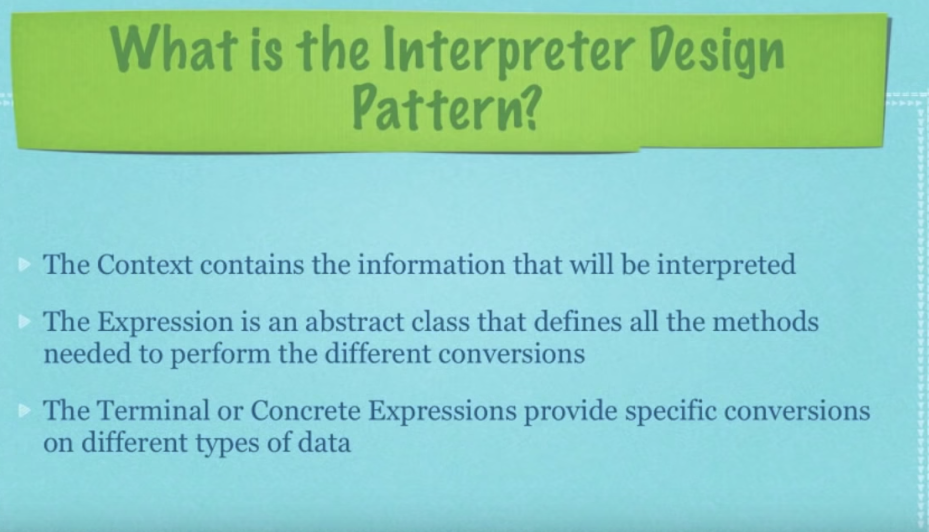 What is the Interpreter Design
Pattern?
The Context contains the information that will be interpreted
The Expression is an abstract class that defines all the methods
needed to perform the different conversions
The Terminal or Concrete Expressions provide specific conversions
on different types of data